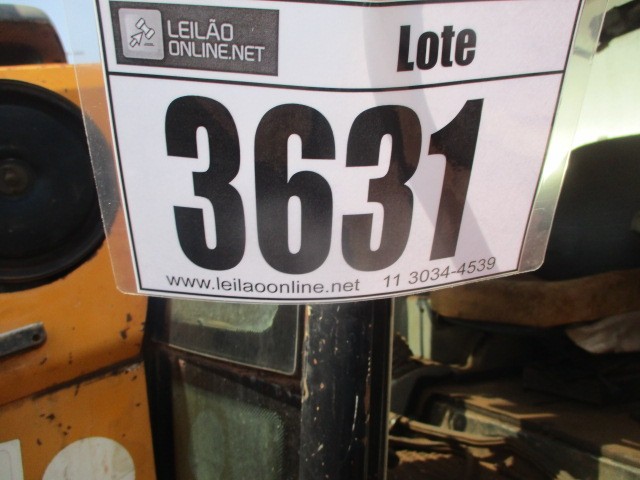 LEILÃO
ONLINE.NET
Lote
3631
www.leilaoonline.net 11 3034-4539